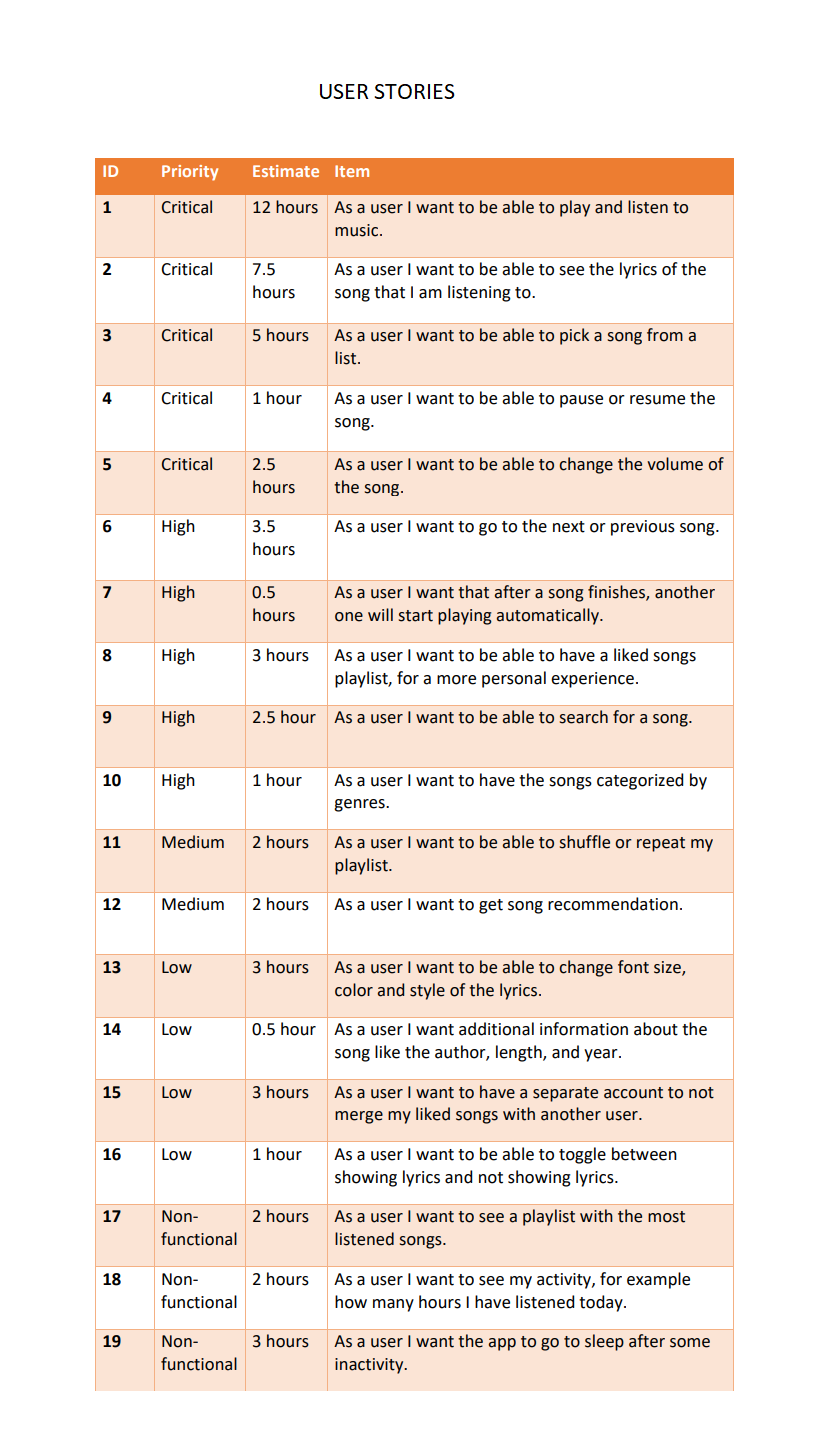 USER STORIES
ID Priority Estimate Item
1 Critical 12 hours As a user I want to be able to play and listen to
music.
2 Critical 7.5 As a user I want to be able to see the lyrics of the
hours song that I am listening to.
3 Critical 5 hours As a user I want to be able to pick a song from a
list.
4 Critical 1 hour As a user I want to be able to pause or resume the
song.
5 Critical 2.5 As a user I want to be able to change the volume of
hours the song.
6 High 3.5 As a user I want to go to the next or previous song.
hours
7 High 0.5 As a user I want that after a song finishes, another
hours one will start playing automatically.
8 High 3 hours As a user I want to be able to have a liked songs
playlist, for a more personal experience.
9 High 2.5 hour As a user I want to be able to search for a song.
10 High 1 hour As a user I want to have the songs categorized by
genres.
11 Medium 2 hours As a user I want to be able to shuffle or repeat my
playlist.
12 Medium 2 hours As a user I want to get song recommendation.
13 Low 3 hours As a user I want to be able to change font size,
color and style of the lyrics.
14 Low 0.5 hour As a user I want additional information about the
song like the author, length, and year.
15 Low 3 hours As a user I want to have a separate account to not
merge my liked songs with another user.
16 Low 1 hour As a user I want to be able to toggle between
showing lyrics and not showing lyrics.
17 Non- 2 hours As a user I want to see a playlist with the most
functional listened songs.
18 Non- 2 hours As a user I want to see my activity, for example
functional how many hours I have listened today.
19 Non- 3 hours As a user I want the app to go to sleep after some
functional inactivity.